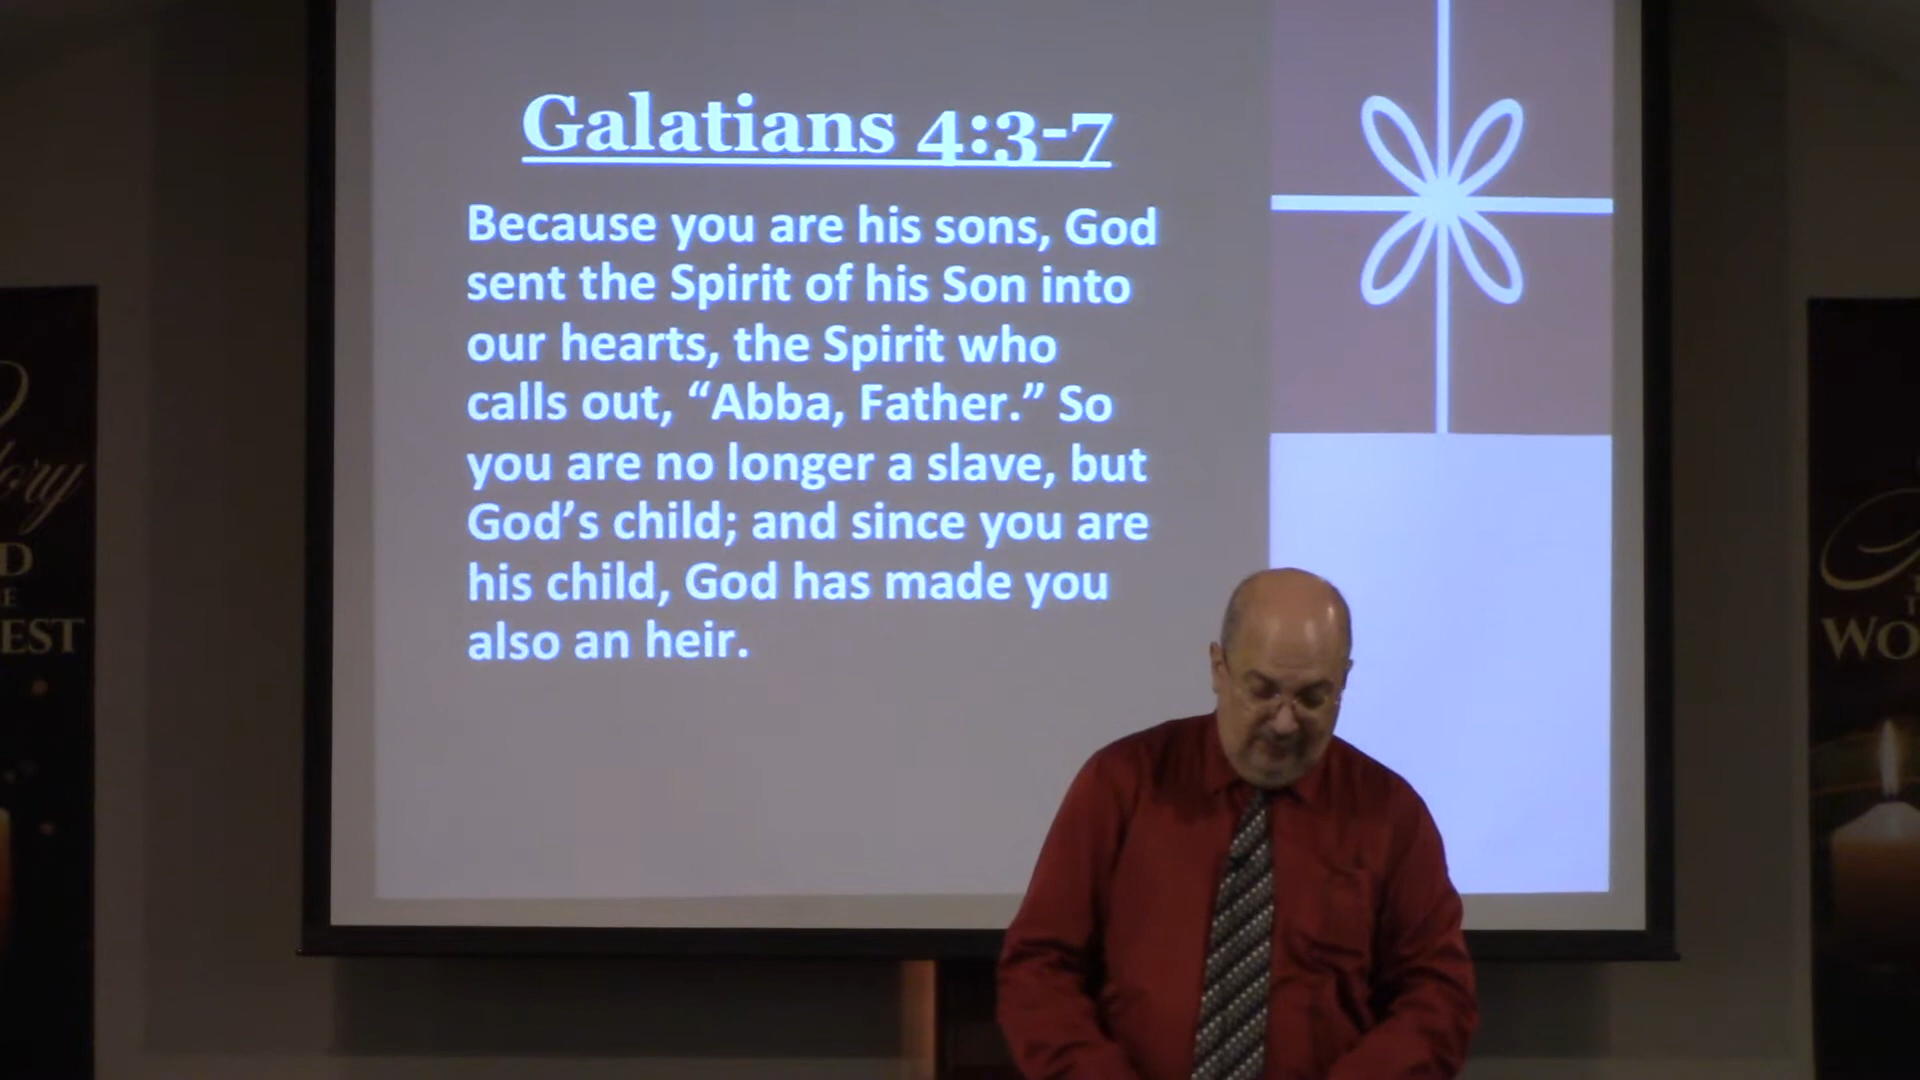 Galatians 4:3-7
Because you are his sons, God
sent the Spirit of his Son into
our hearts, the Spirit who
calls out, “Abba, Father.” So
you are no longer a slave, but
God’s child; and since you are
his child, God has made you
also an heir.